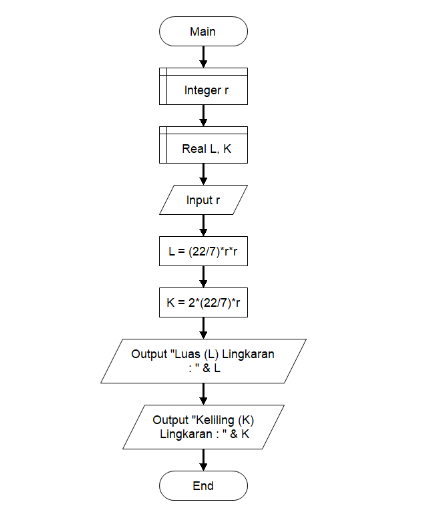 Main
Integer r
Real L, K
Input r
L = (22/7)*r*r
K = 2*(22/7)*r
Output "Luas (L) Lingkaran
: " & L
Output "Keliling (K)
Lingkaran : " & K
End